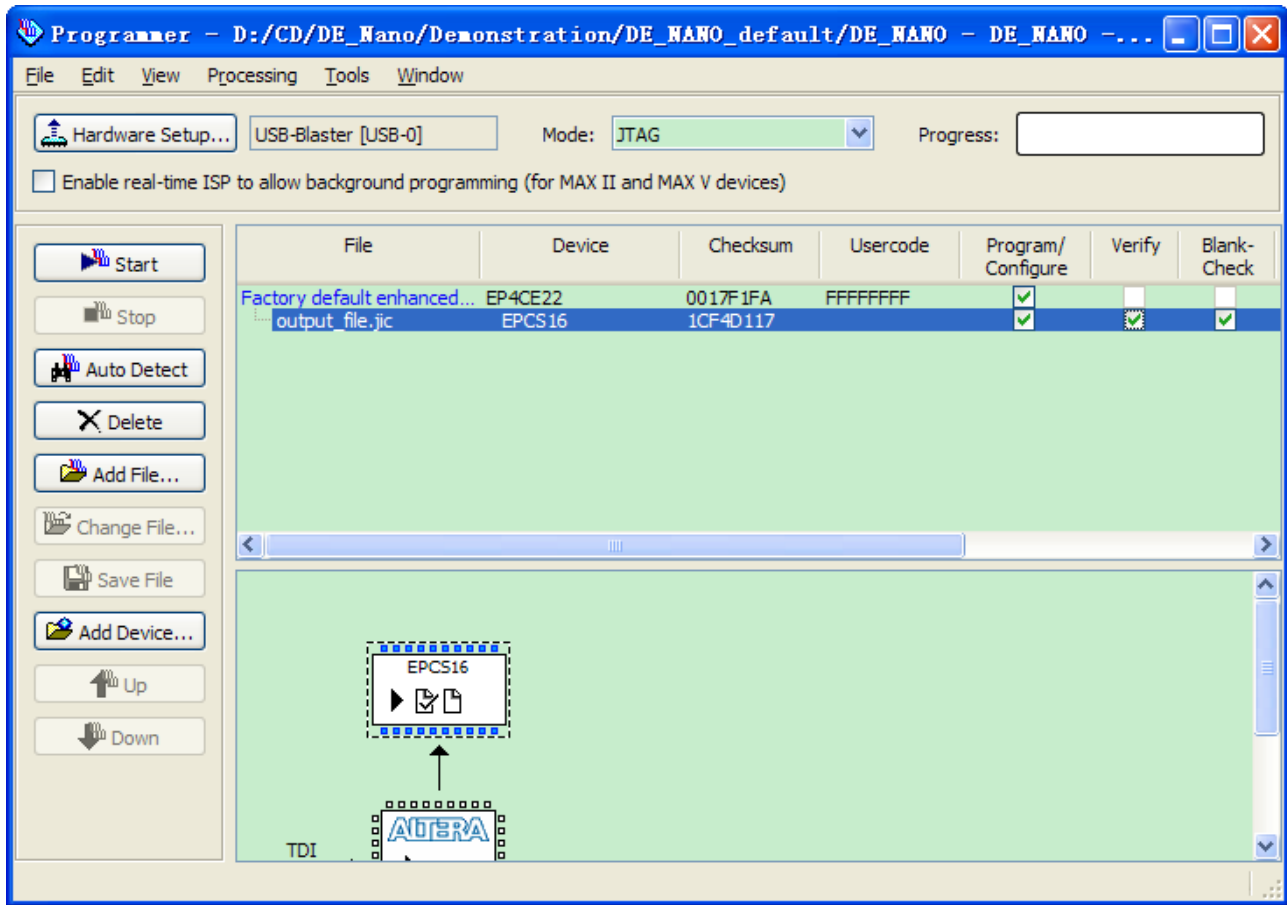 Programmer - D:/CD/DE_Nano/Demonstration/DE_NANO_default/DE_NANO - DE_NANO -...
File Edit View Processing Tools Window
Hardware Setup... USB-Blaster [USB-0] Mode: JTAG Progress:
Enable real-time ISP to allow background programming (for MAX II and MAX V devices)
Start
Stop
Auto Detect
Delete
Add File...
Change File...
Save File
Add Device...
Up
Down
File Device Checksum Usercode Program/ Configure Verify Blank- Check
Factory default enhanced... EP4CE22 0017F1FA FFFFFFFF
output_file.jic EPCS16 1CF4D117
EPCS16
ALTERA
TDI